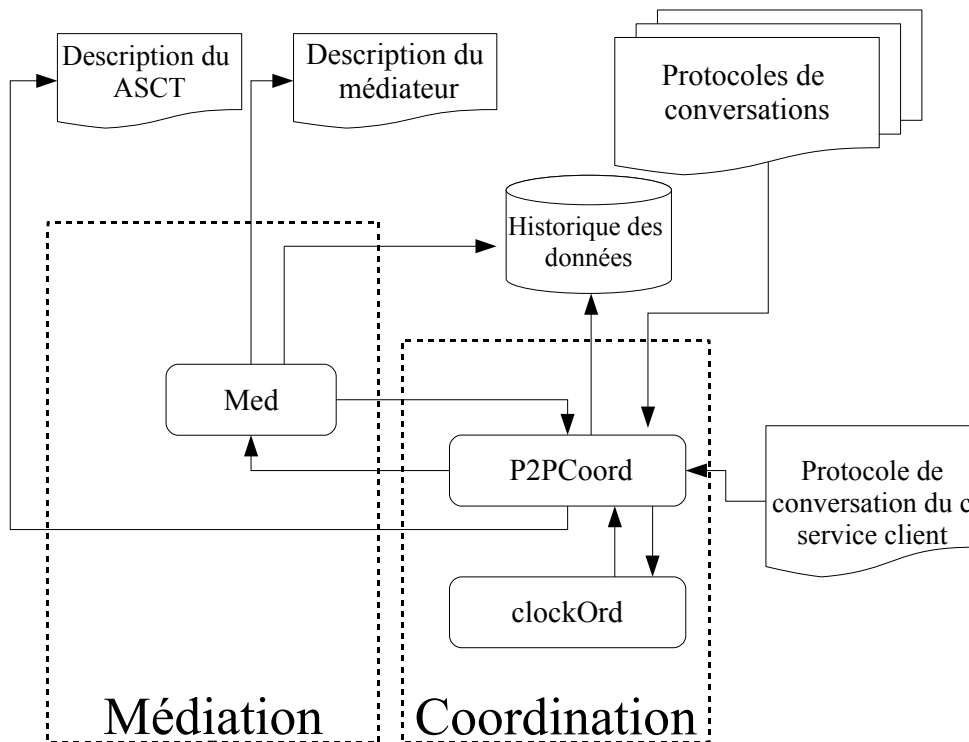 Description du
ASCT
Description du
médiateur
Protocoles de
conversations
Historique des
données
Med
P2PCoord
Protocole de
conversation du c
service client
clockOrd
Médiation
Coordination